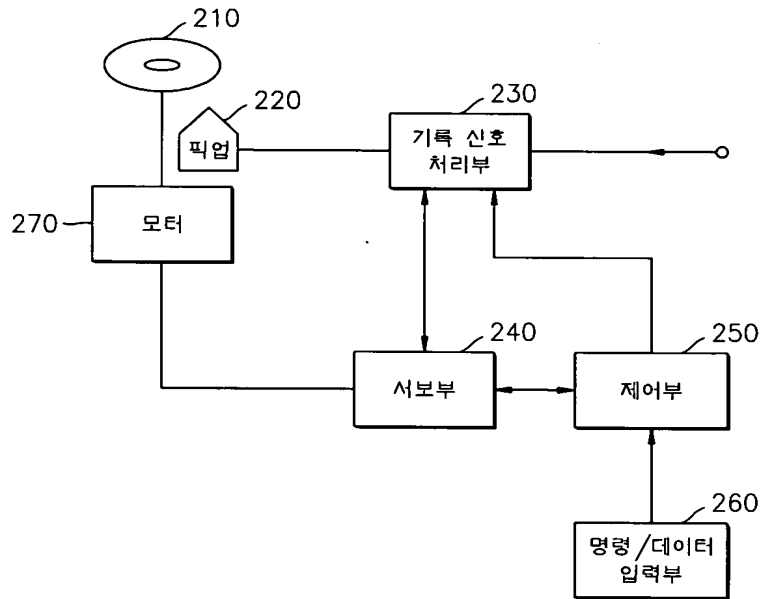 210
220
230
픽업
기록 신호
처리부
270
모터
240
250
서보부
제어부
260
명령/데이터
입력부